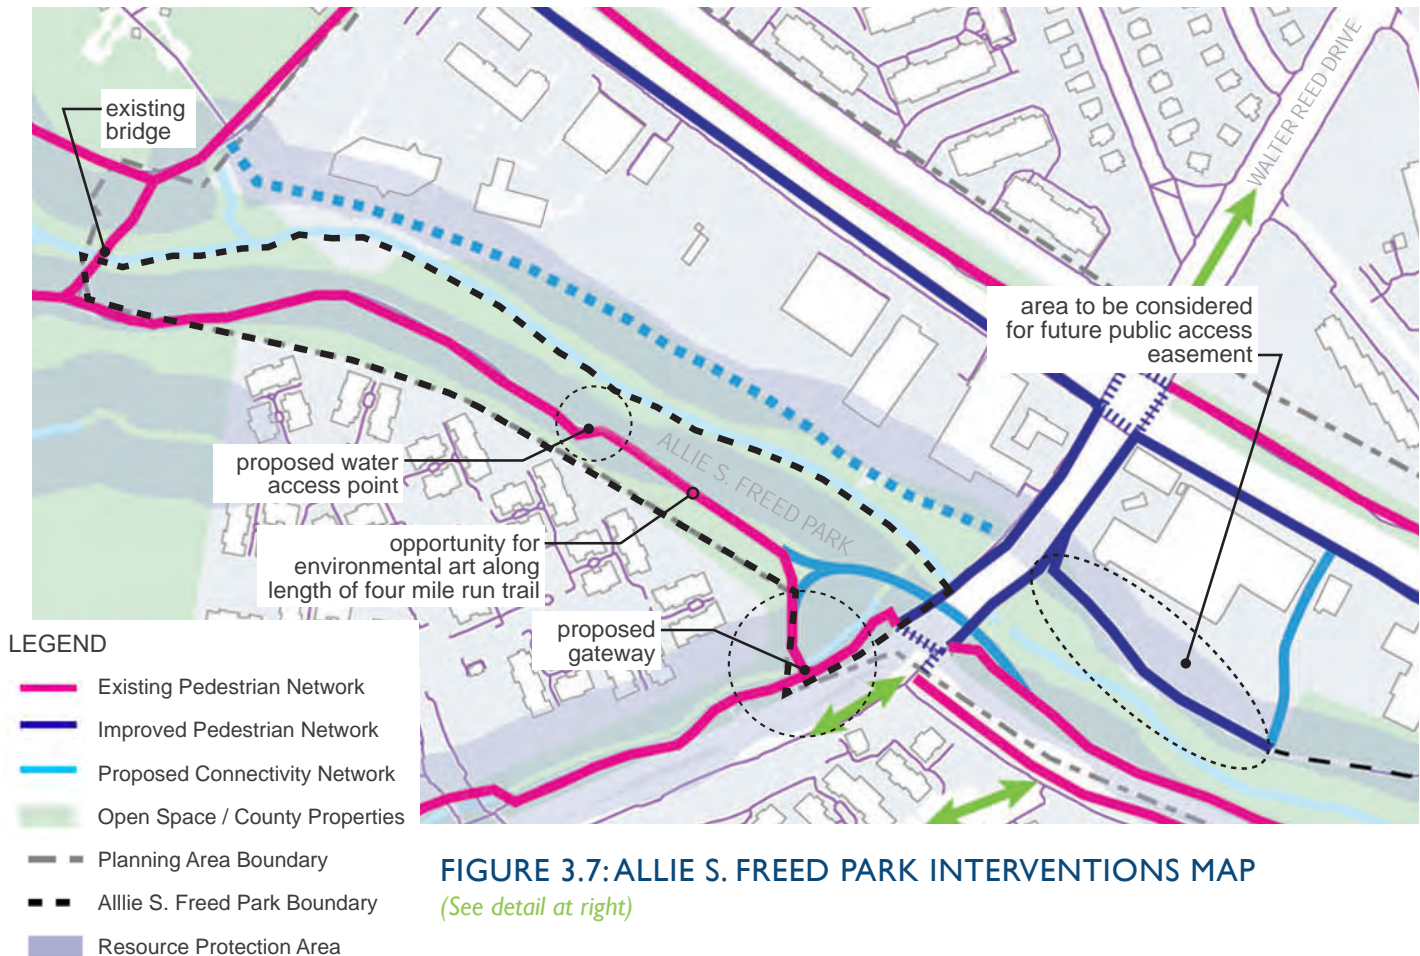 existing
bridge
WALTER REED DRIVE
area to be considered
for future public access
easement
proposed water
access point
ALLIE S. FREED PARK
opportunity for
environmental art along
length of four mile run trail
proposed
gateway
LEGEND
Existing Pedestrian Network
Improved Pedestrian Network
Proposed Connectivity Network
Open Space / County Properties
Planning Area Boundary
Alllie S. Freed Park Boundary
Resource Protection Area
FIGURE 3.7: ALLIE S. FREED PARK INTERVENTIONS MAP
(See detail at right)